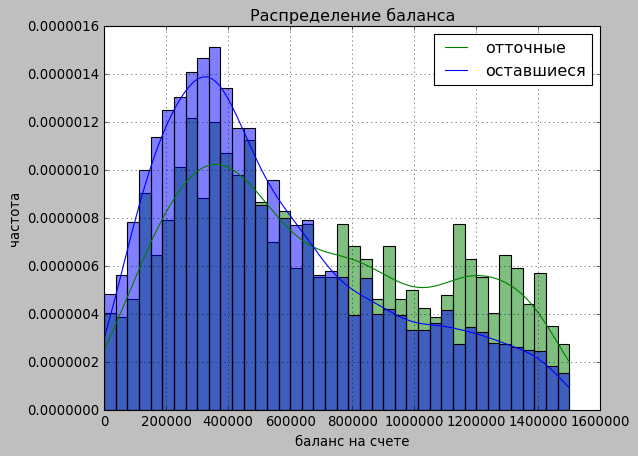 Распределение баланса
0.0000016
0.0000014
0.0000012
0.0000010
0.0000008
0.0000006
0.0000004
0.0000002
0.0000000
частота
отточные
оставшиеся
0 200000 400000 600000 800000 1000000 1200000 1400000 1600000
баланс на счете